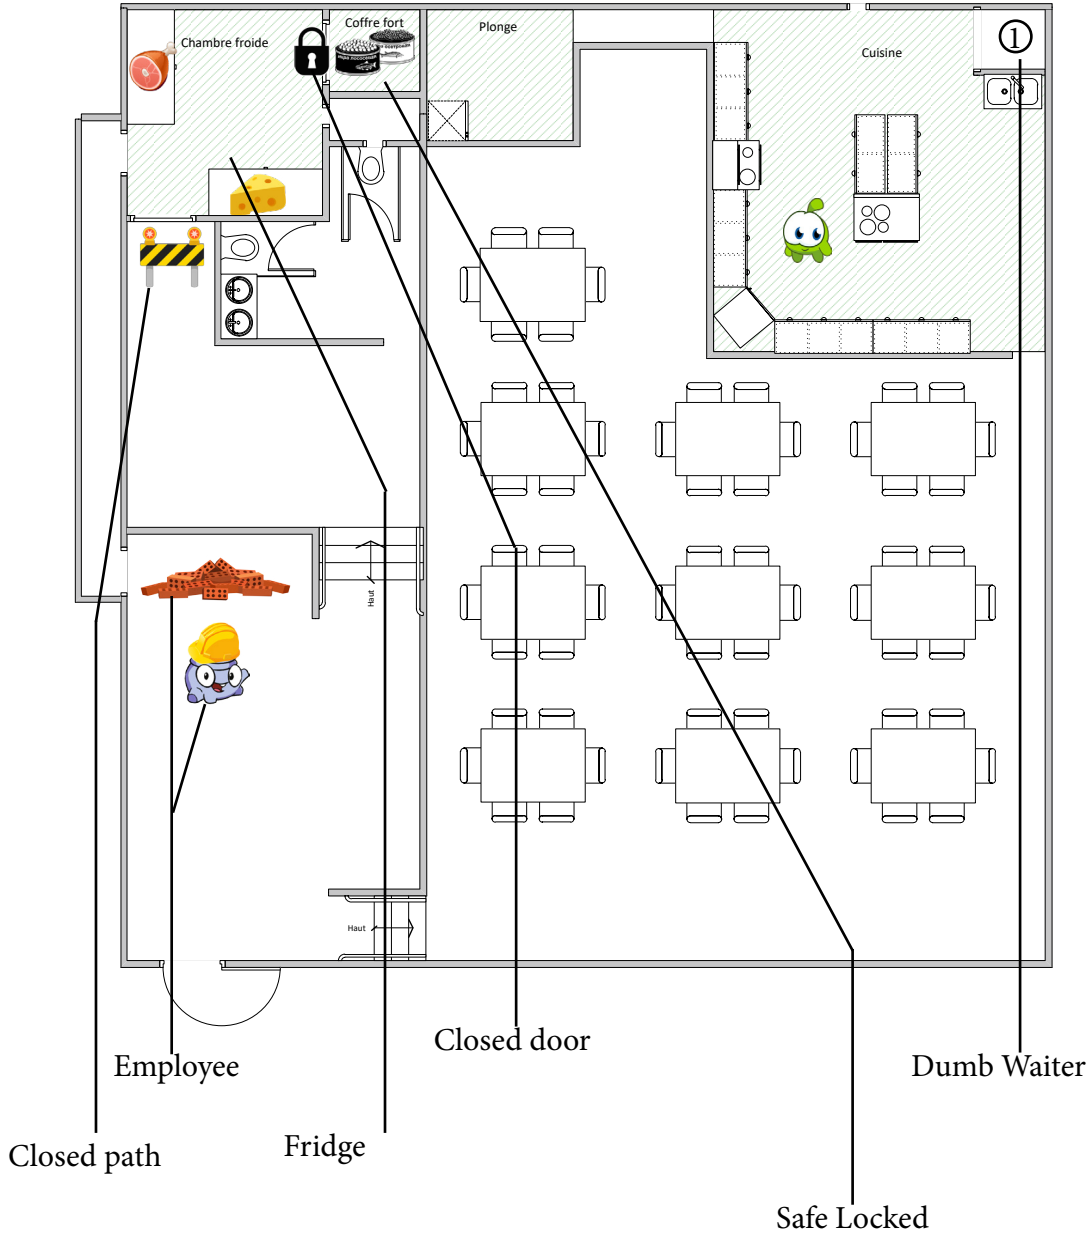 Chambre froide
Coffre fort
Plonge
Cuisine
1
Haut
Haut
Closed door
Employee
Dumb Waiter
Fridge
Closed path
Safe Locked